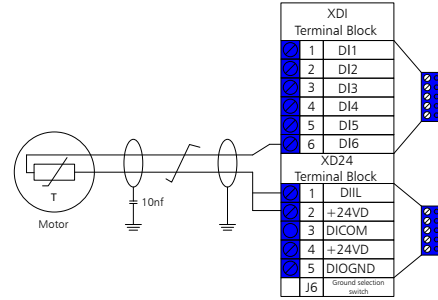 XDI
Terminal Block
1 DI1
2 DI2
3 DI3
4 DI4
5 DI5
6 DI6
XD24
Terminal Block
1 DIIL
2 +24VD
3 DICOM
4 +24VD
5 DIOGND
J6 Ground selection
switch
T
Motor
10nf